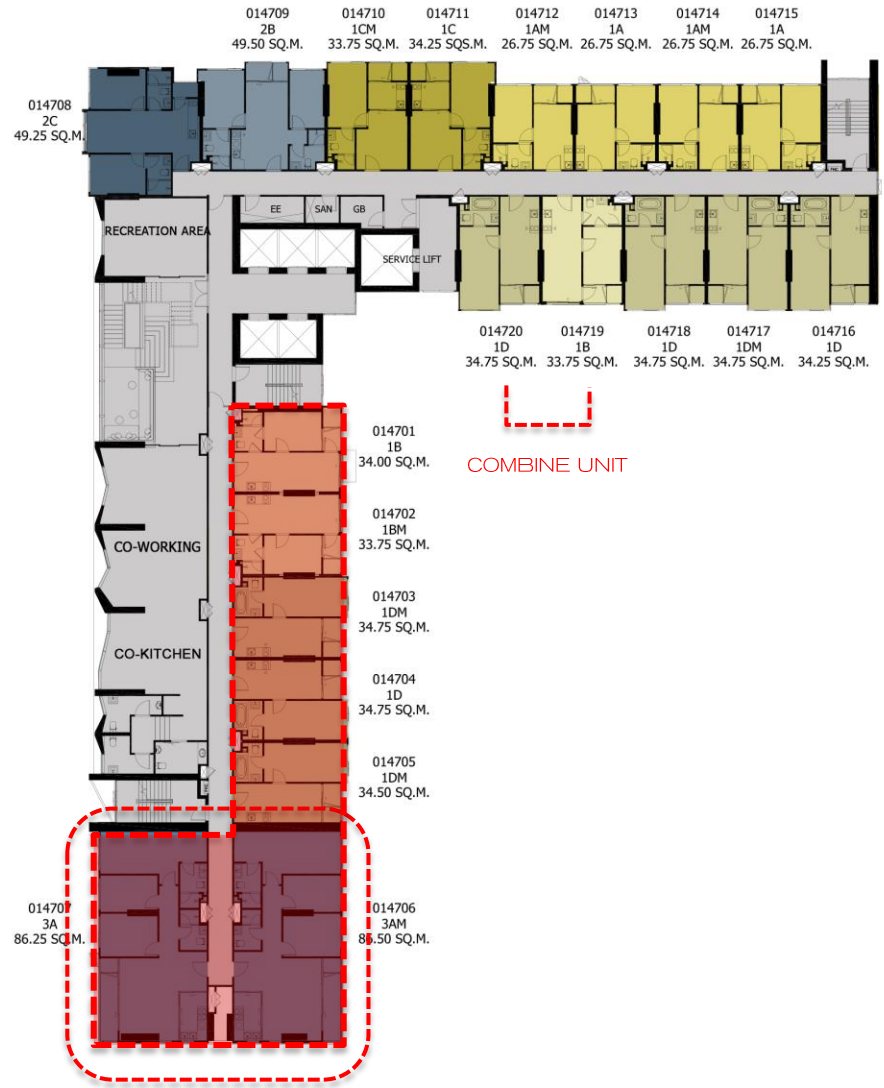 014709
2B
49.50 SQ.M.
014710
1CM
33.75 SQ.M.
014711
1C
34.25 SQS.M.
014712
1AM
26.75 SQ.M.
014713
1A
26.75 SQ.M.
014714
1AM
26.75 SQ.M.
014715
1A
26.75 SQ.M.
014708
2C
49.25 SQ.M.
EE
SAN
GB
RECREATION AREA
SERVICE LIFT
014720
1D
34.75 SQ.M.
014719
1B
33.75 SQ.M.
014718
1D
34.75 SQ.M.
014717
1DM
34.75 SQ.M.
014716
1D
34.25 SQ.M.
COMBINE UNIT
014701
1B
34.00 SQ.M.
014702
1BM
33.75 SQ.M.
CO-WORKING
014703
1DM
34.75 SQ.M.
CO-KITCHEN
014704
1D
34.75 SQ.M.
014705
1DM
34.50 SQ.M.
014707
3A
86.25 SQ.M.
014706
3AM
86.50 SQ.M.